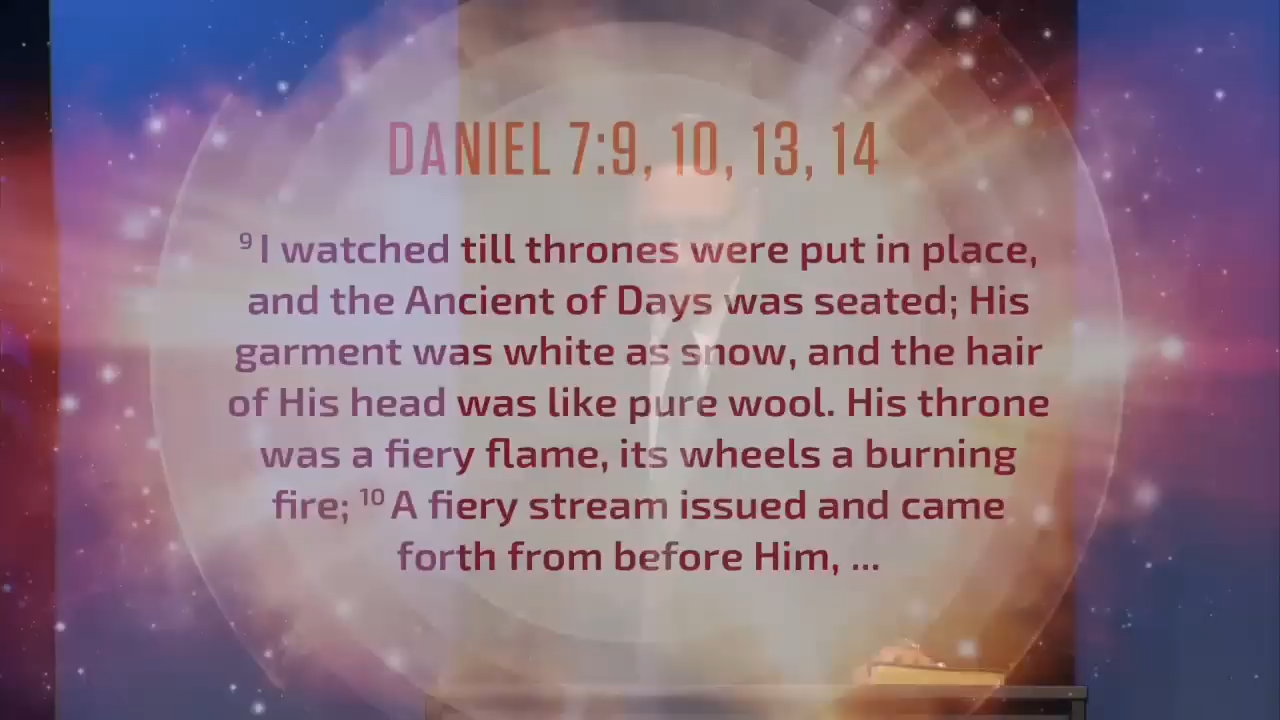 DANIEL 7:9, 10, 13, 14
⁹ I watched till thrones were put in place,
and the Ancient of Days was seated; His
garment was white as snow, and the hair
of His head was like pure wool. His throne
was a fiery flame, its wheels a burning
fire; ¹⁰ A fiery stream issued and came
forth from before Him, ...